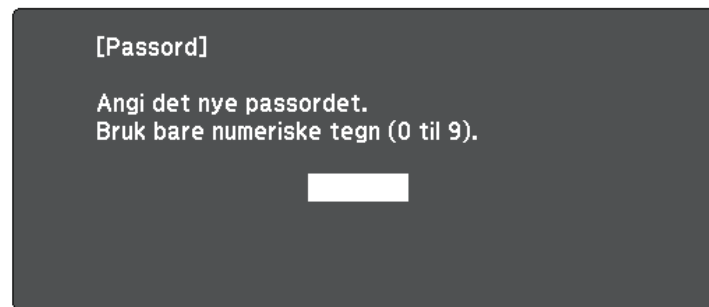 [Passord]
Angi det nye passordet.
Bruk bare numeriske tegn (0 til 9).